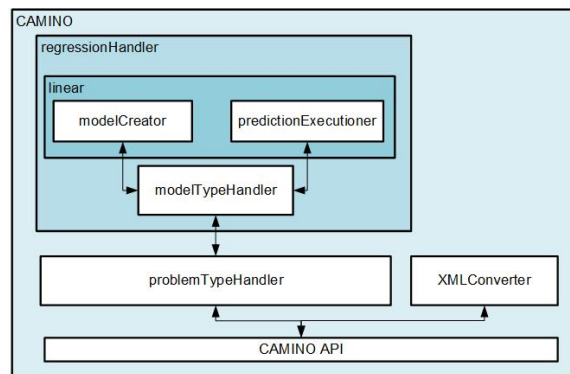 CAMINO
regressionHandler
linear
modelCreator
predictionExecutioner
modelTypeHandler
problemTypeHandler
XMLConverter
CAMINO API